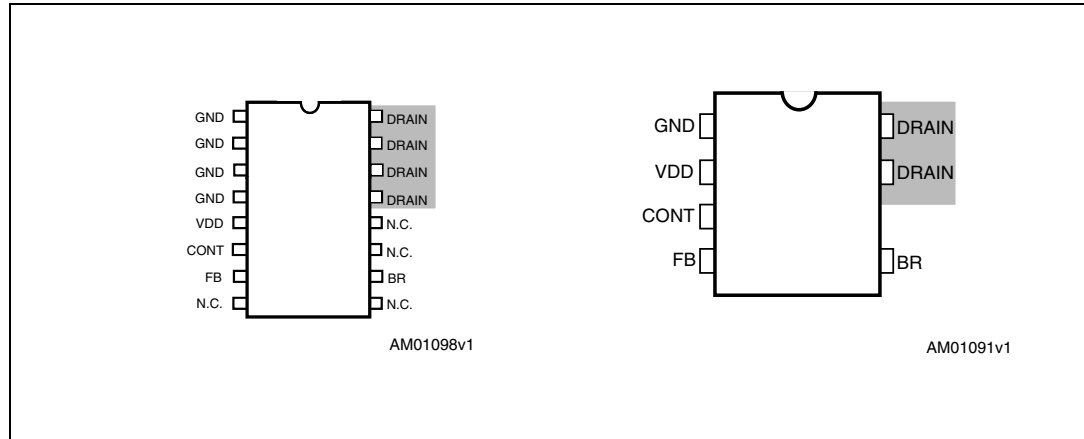 GND
GND
GND
GND
VDD
CONT
FB
N.C.
DRAIN
DRAIN
DRAIN
DRAIN
N.C.
N.C.
BR
N.C.
AM01098v1
GND
VDD
CONT
FB
DRAIN
DRAIN
BR
AM01091v1